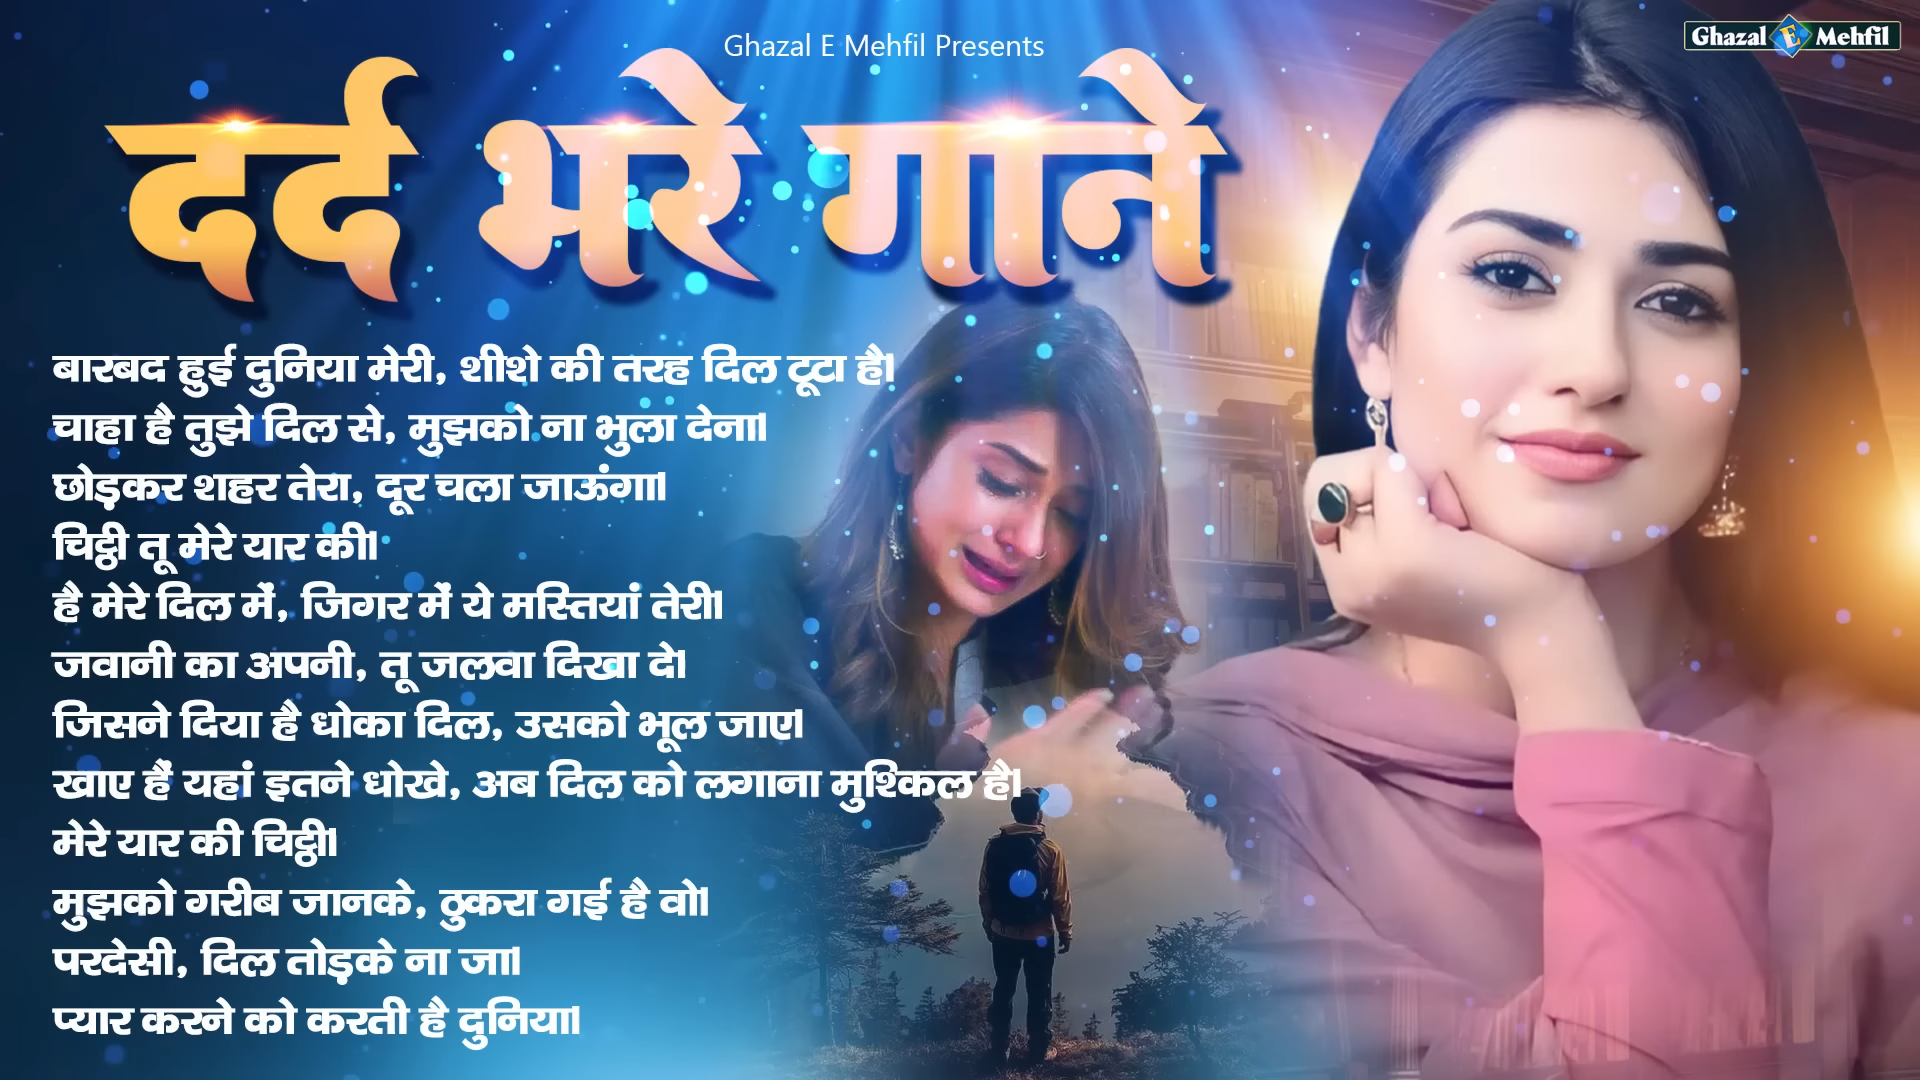 Ghazal E Mehfil Presents
Ghazal E Mehfil
दर्द भरे गाने
बारबद हुई दुनिया मेरी, शीशे की तरह दिल टूटा है।
चाहा है तुझे दिल से, मुझको ना भुला देना।
छोड़कर शहर तेरा, दूर चला जाऊंगा।
चिट्ठी तू मेरे यार की।
है मेरे दिल में, जिगर में ये मस्तियां तेरी।
जवानी का अपनी, तू जलवा दिखा दे।
जिसने दिया है धोका दिल, उसको भूल जाए।
खाए हैं यहां इतने धोखे, अब दिल को लगाना मुश्किल है।
मेरे यार की चिट्ठी।
मुझको गरीब जानके, ठुकरा गई है वो।
परदेसी, दिल तोड़के ना जा।
प्यार करने को करती है दुनिया।